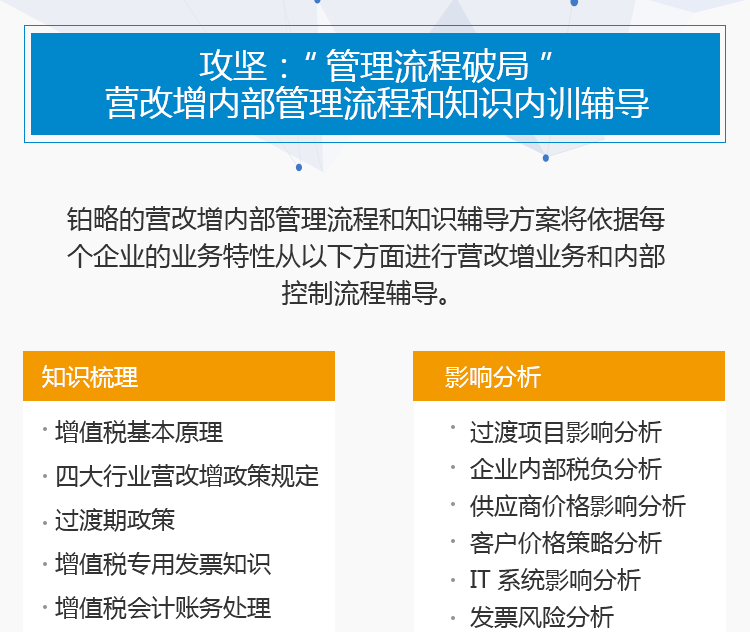 攻坚：“管理流程破局”
营改增内部管理流程和知识内训辅导
铂略的营改增内部管理流程和知识辅导方案将依据每
个企业的业务特性从以下方面进行营改增业务和内部
控制流程辅导。
知识梳理
· 增值税基本原理
· 四大行业营改增政策规定
· 过渡期政策
· 增值税专用发票知识
· 增值税会计账务处理
影响分析
· 过渡项目影响分析
· 企业内部税负分析
· 供应商价格影响分析
· 客户价格策略分析
· IT 系统影响分析
· 发票风险分析